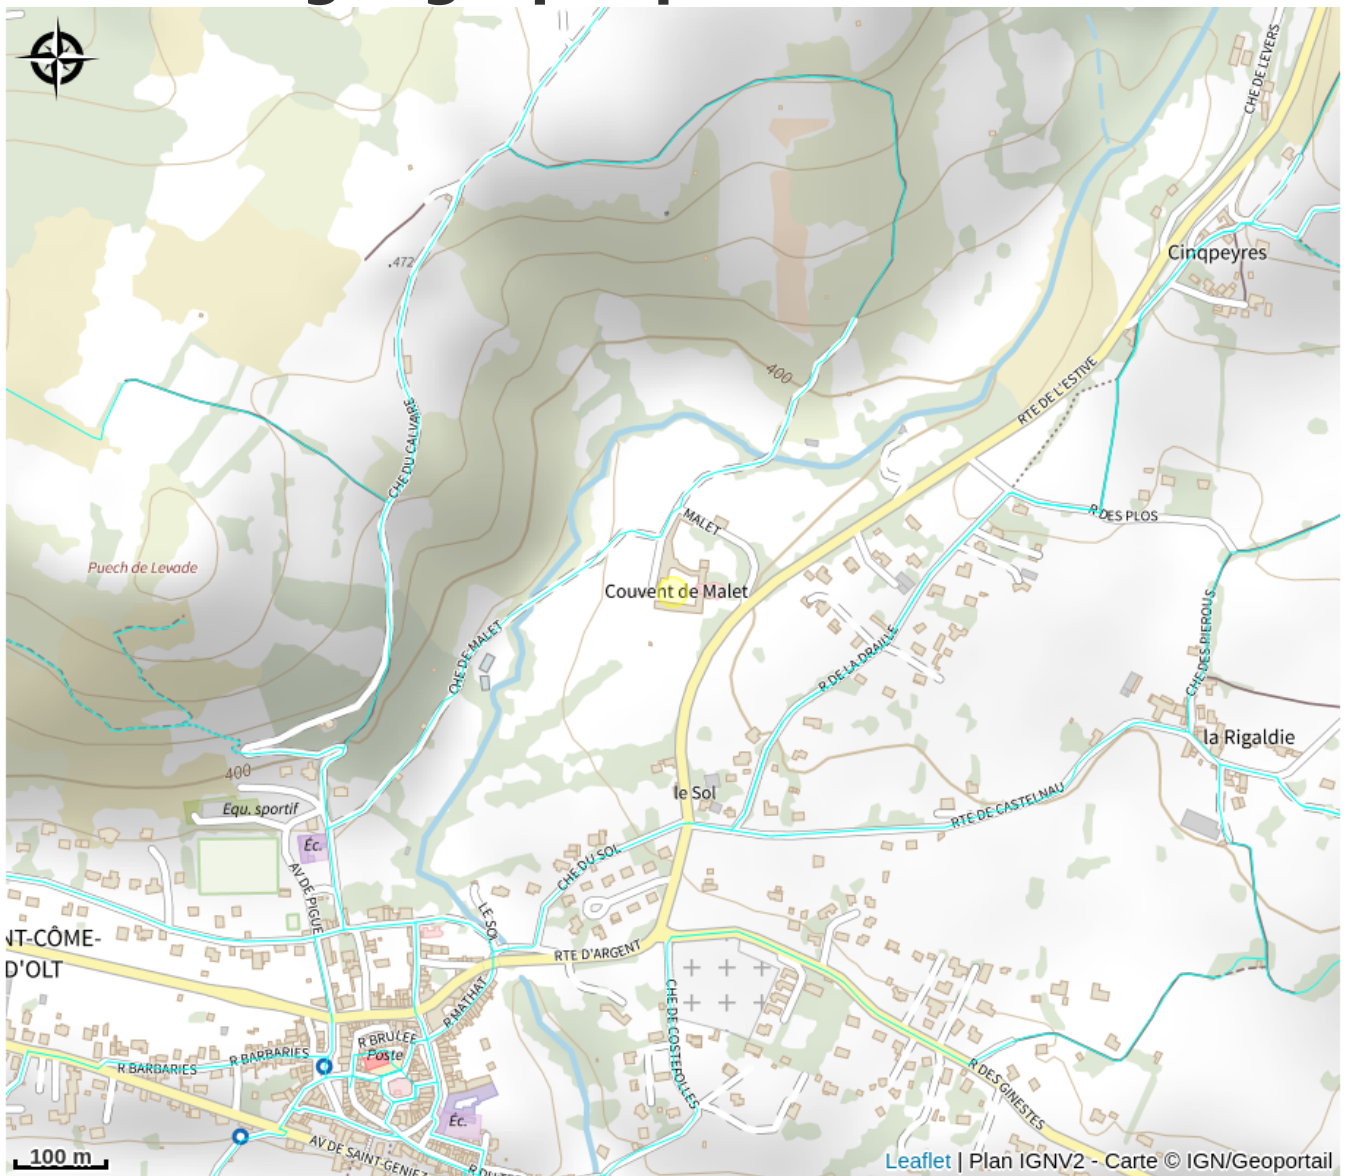 CHE DE LEVERS
.472
Cinqpeyres
400
RTE DE L'ESTIVE
CHE DU CALVAIRE
MALET
R DES PLOS
Puech de Levade
Couvent de Malet
CHE DE MALET
R DE LA DRAILLE
CHE DES PIEROUS
la Rigaldie
400
le Sol
Equ. sportif
RTE DE CASTELNAU
Éc.
CHE DU SOL
AV DE PIGUE
LE SOL
NT-CÔME-
D'OLT
RTE D'ARGENT
R MATHAT
CHE DE COSTEFOLLES
R BRULEE
Poste
R BARBARIES
R BARBARIES
R DES GINESTES
Éc.
AV DE SAINT-GENIEZ
100 m
Leaflet | Plan IGNV2 - Carte © IGN/Geoportail